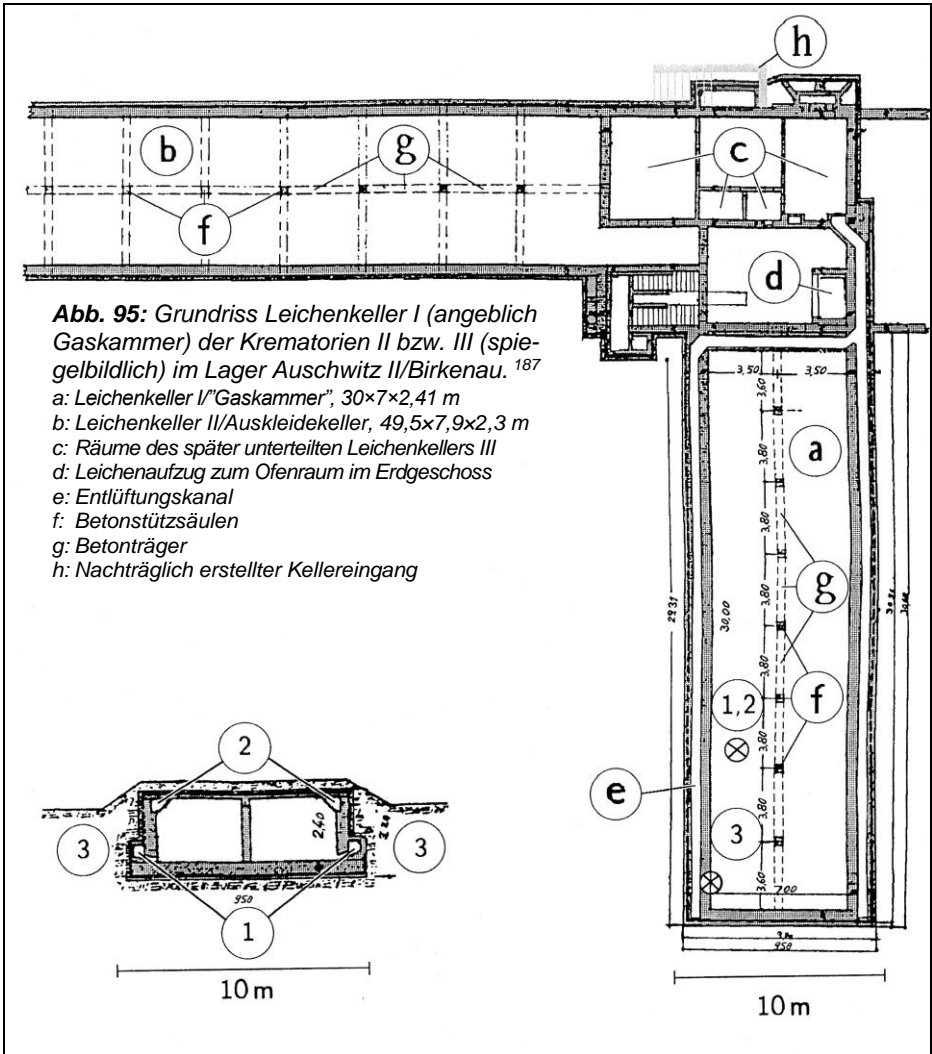 h
b
g
c
f
d
Abb. 95: Grundriss Leichenkeller I (angeblich
Gaskammer) der Krematorien II bzw. III (spie-
gelbildlich) im Lager Auschwitz II/Birkenau. 187
a: Leichenkeller I/"Gaskammer", 30×7×2,41 m
b: Leichenkeller II/Auskleidekeller, 49,5×7,9×2,3 m
c: Räume des später unterteilten Leichenkellers III
d: Leichenaufzug zum Ofenraum im Erdgeschoss
e: Entlüftungskanal
f: Betonstützsäulen
g: Betonträger
h: Nachträglich erstellter Kellereingang
3,50 3,50
3,60
a
3,80
3,80
3,80
g
3,80
30,00
3,80
f
1,2
3,80
e
3,80
3
3,60
7,00
950
10 m
2
3
2,40
3
950
1
10 m